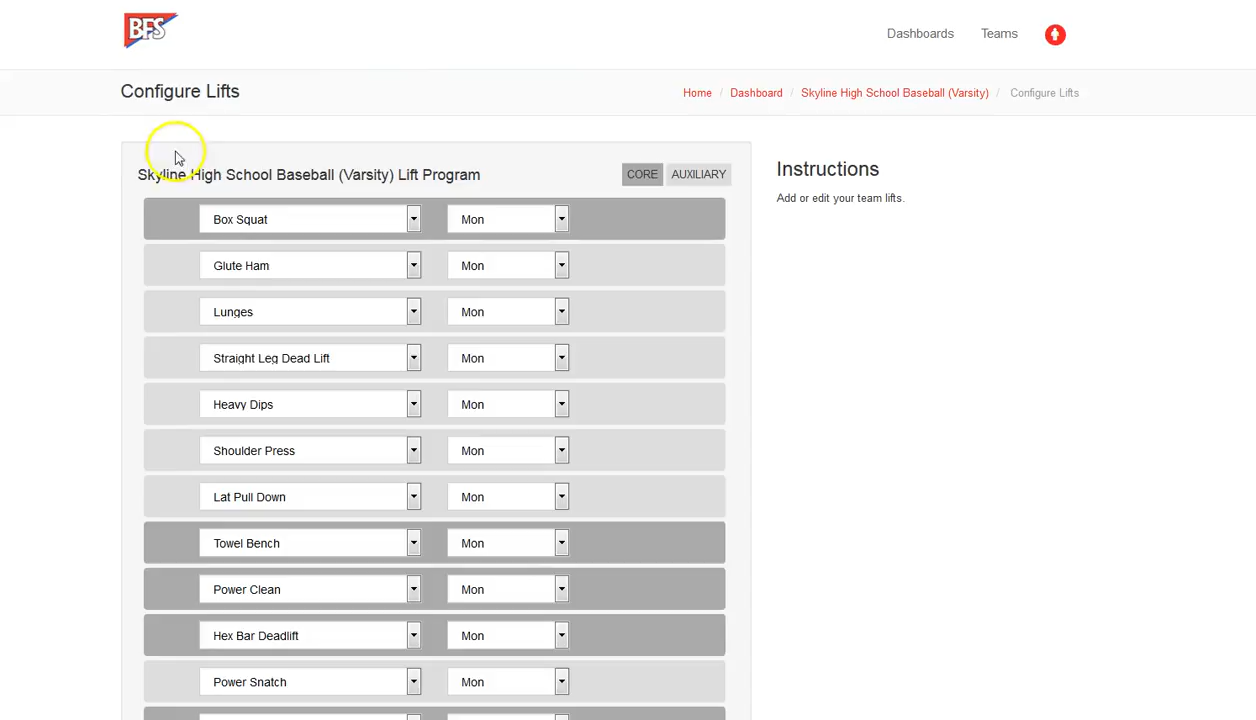 BFS
Dashboards
Teams
Configure Lifts
Home / Dashboard / Skyline High School Baseball (Varsity) / Configure Lifts
Skyline High School Baseball (Varsity) Lift Program
CORE
AUXILIARY
Instructions
Add or edit your team lifts.
Box Squat Mon
Glute Ham Mon
Lunges Mon
Straight Leg Dead Lift Mon
Heavy Dips Mon
Shoulder Press Mon
Lat Pull Down Mon
Towel Bench Mon
Power Clean Mon
Hex Bar Deadlift Mon
Power Snatch Mon